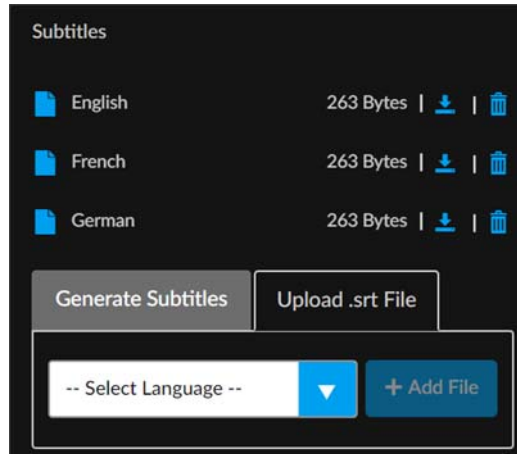 Subtitles
English 263 Bytes | |
French 263 Bytes | |
German 263 Bytes | |
Generate Subtitles Upload .srt File
-- Select Language -- + Add File